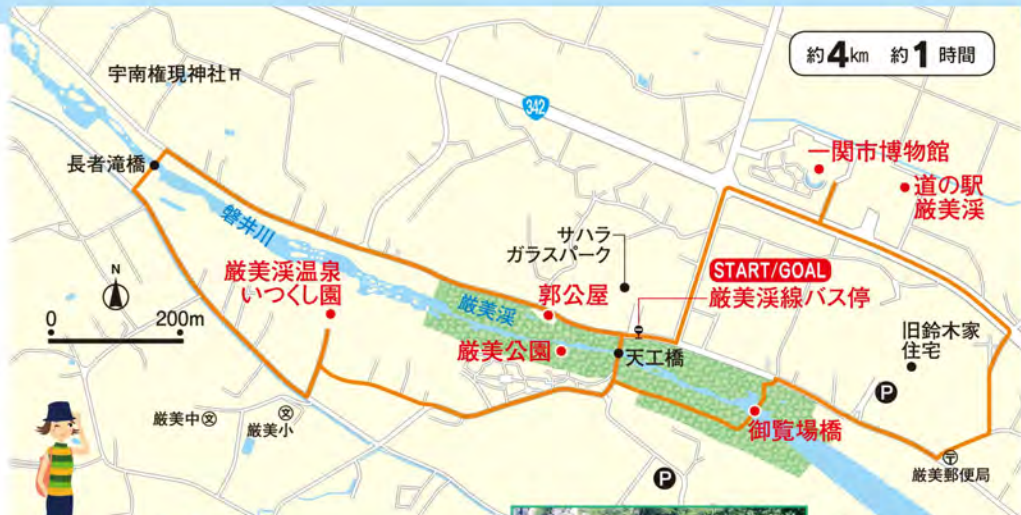 約4km 約1時間
宇南権現神社
342
長者滝橋
一関市博物館
道の駅
厳美渓
磐井川
サハラ
ガラスパーク
START/GOAL
厳美渓線バス停
N
0 200m
厳美渓温泉
いつくし園
厳美渓
郭公屋
厳美公園
天工橋
旧鈴木家
住宅
P
厳美中文
厳美小
文
御覧場橋
P
〒
厳美郵便局